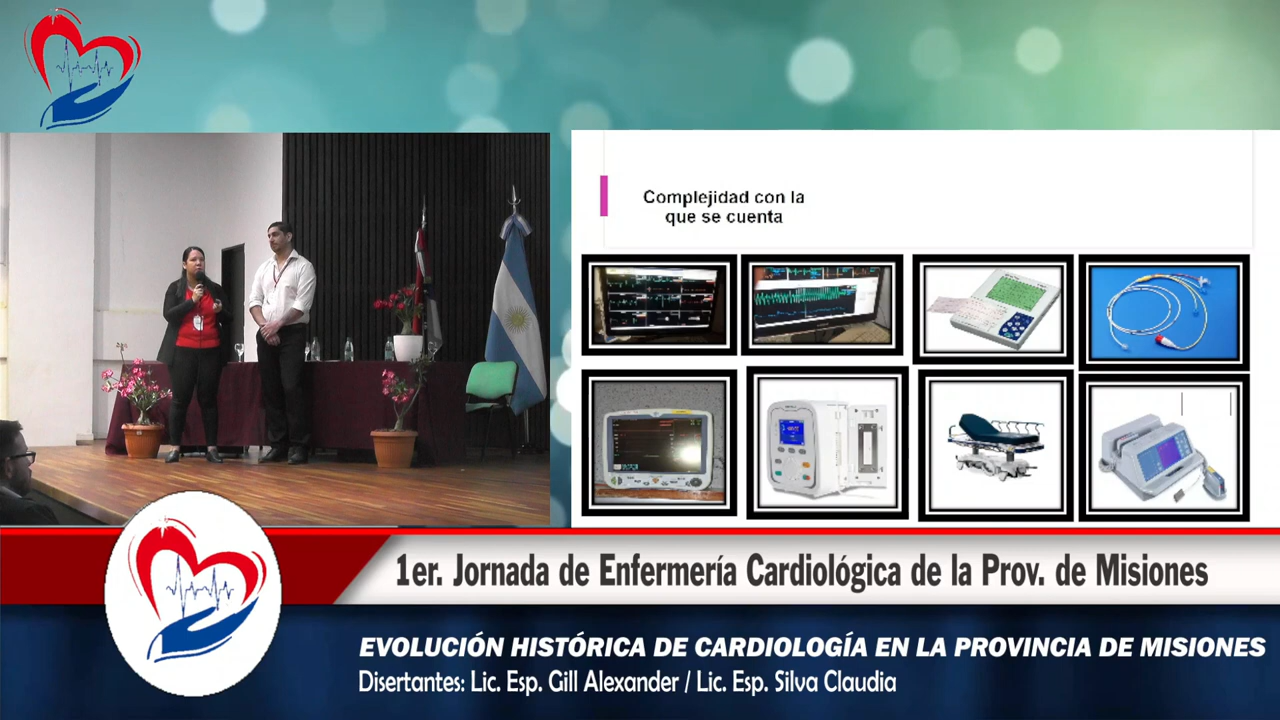 Complejidad con la
que se cuenta
1er. Jornada de Enfermería Cardiológica de la Prov. de Misiones
EVOLUCIÓN HISTÓRICA DE CARDIOLOGÍA EN LA PROVINCIA DE MISIONES
Disertantes: Lic. Esp. Gill Alexander / Lic. Esp. Silva Claudia